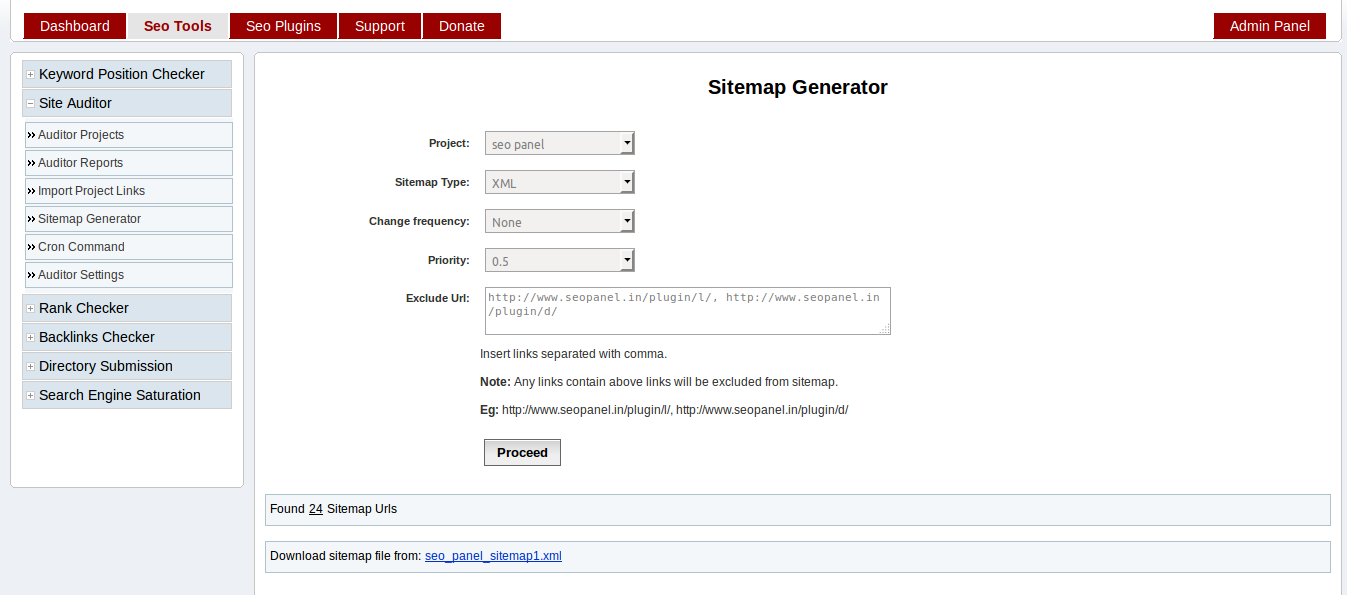 Dashboard Seo Tools Seo Plugins Support Donate Admin Panel
Keyword Position Checker
Site Auditor
Auditor Projects
Auditor Reports
Import Project Links
Sitemap Generator
Cron Command
Auditor Settings
Rank Checker
Backlinks Checker
Directory Submission
Search Engine Saturation
Sitemap Generator
Project: seo panel
Sitemap Type: XML
Change frequency: None
Priority: 0.5
Exclude Url: http://www.seopanel.in/plugin/l/, http://www.seopanel.in
/plugin/d/
Insert links separated with comma.
Note: Any links contain above links will be excluded from sitemap.
Eg: http://www.seopanel.in/plugin/l/, http://www.seopanel.in/plugin/d/
Proceed
Found 24 Sitemap Urls
Download sitemap file from: seo_panel_sitemap1.xml